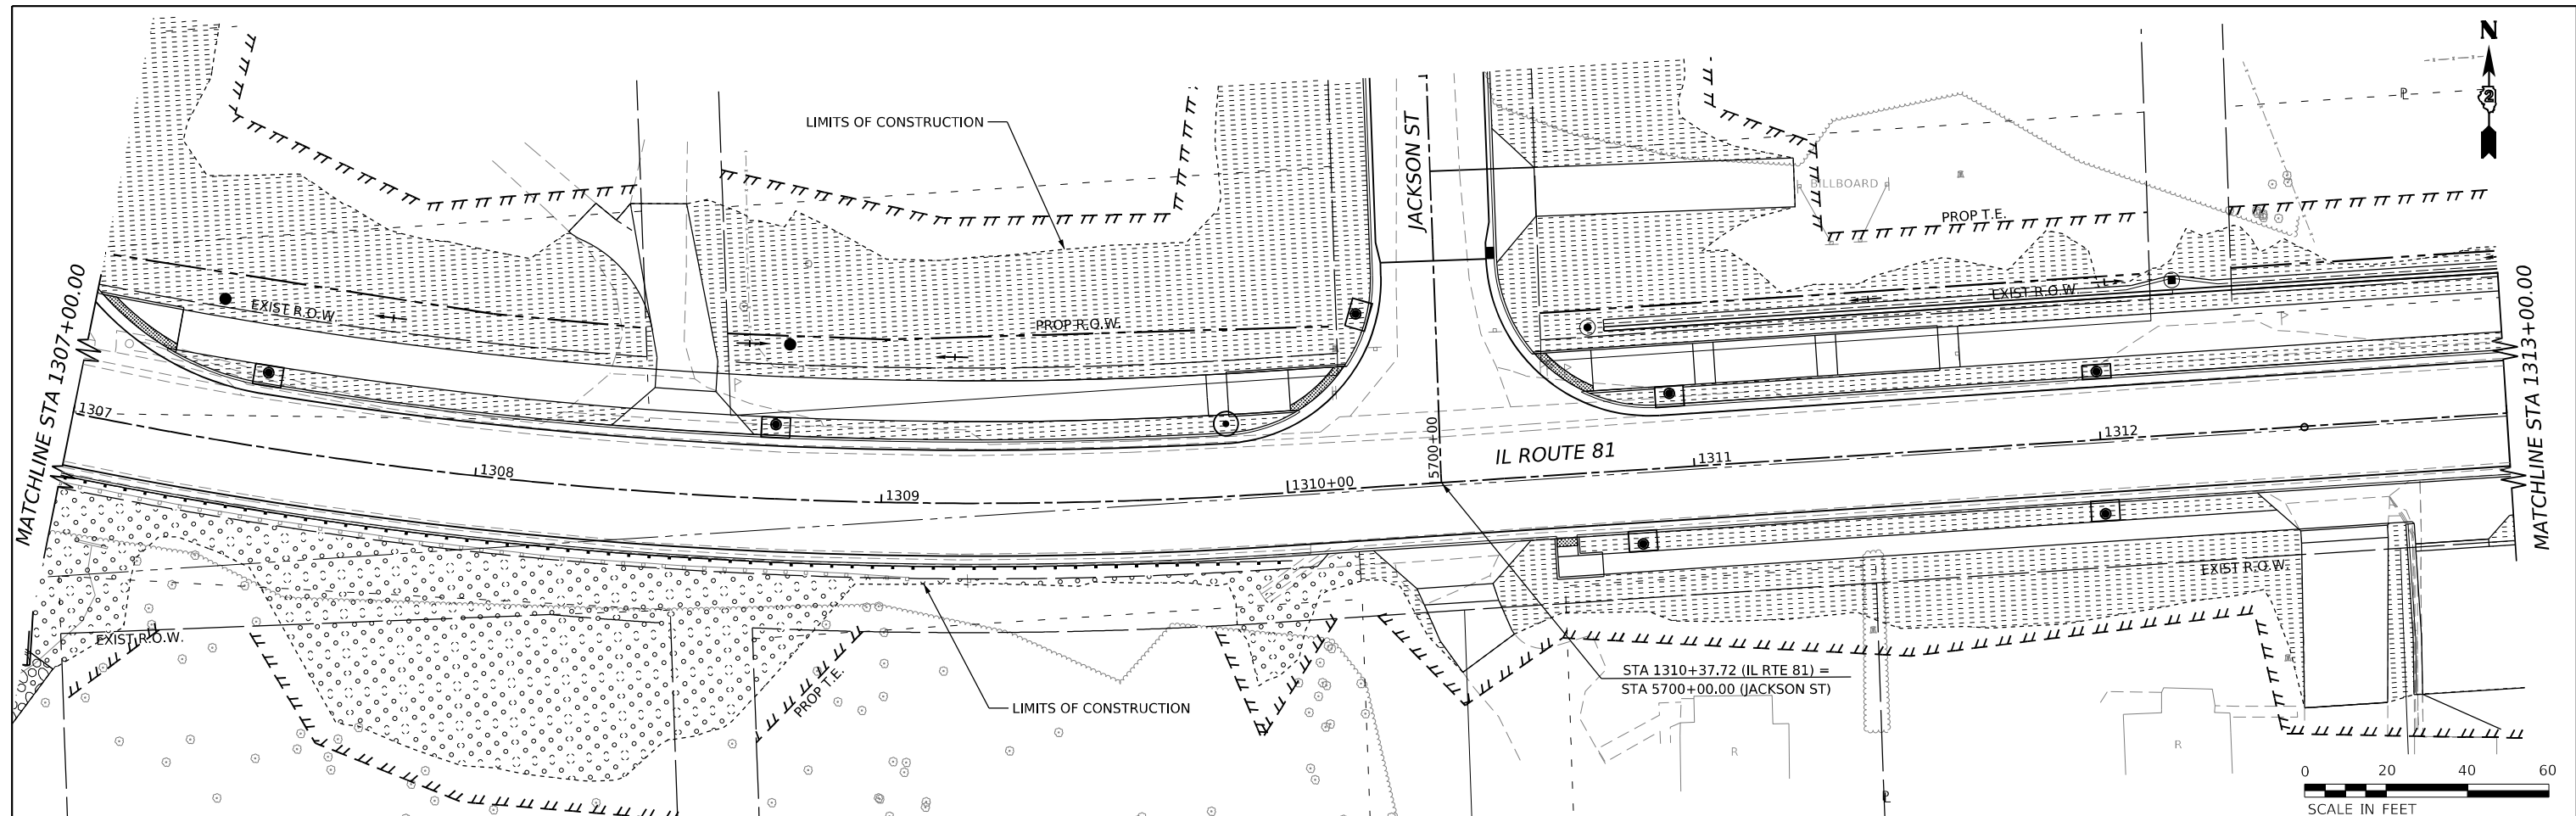 N
2
LIMITS OF CONSTRUCTION
JACKSON ST
BILLBOARD
PROP T.E.
PL
EXIST R.O.W.
PROP R.O.W.
EXIST R.O.W.
MATCHLINE STA 1307+00.00
MATCHLINE STA 1313+00.00
1307
1308
1309
1310+00
5700+00
IL ROUTE 81
1311
1312
EXIST R.O.W.
EXIST R.O.W.
PROP T.E.
LIMITS OF CONSTRUCTION
STA 1310+37.72 (IL RTE 81) =
STA 5700+00.00 (JACKSON ST)
R
R
PL
0 20 40 60
SCALE IN FEET